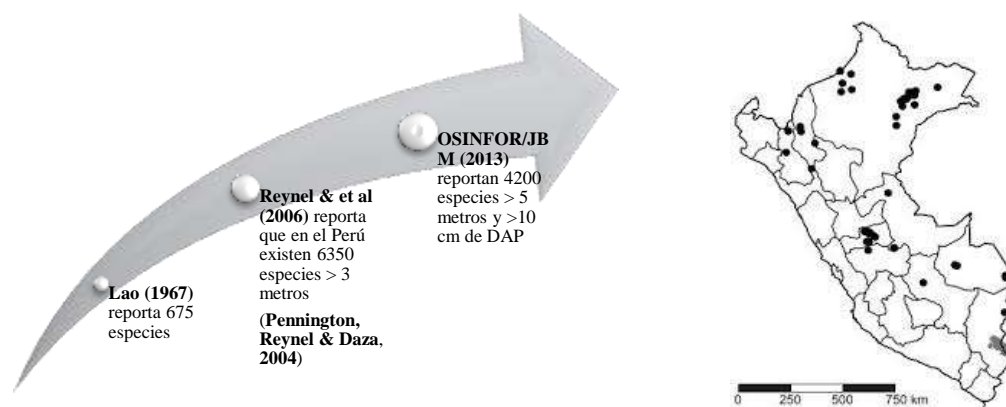 Lao (1967)
reporta 675
especies
Reynel & et al
(2006) reporta
que en el Perú
existen 6350
especies > 3
metros
(Pennington,
Reynel & Daza,
2004)
OSINFOR/JB
M (2013)
reportan 4200
especies > 5
metros y >10
cm de DAP
0 250 500 750 km